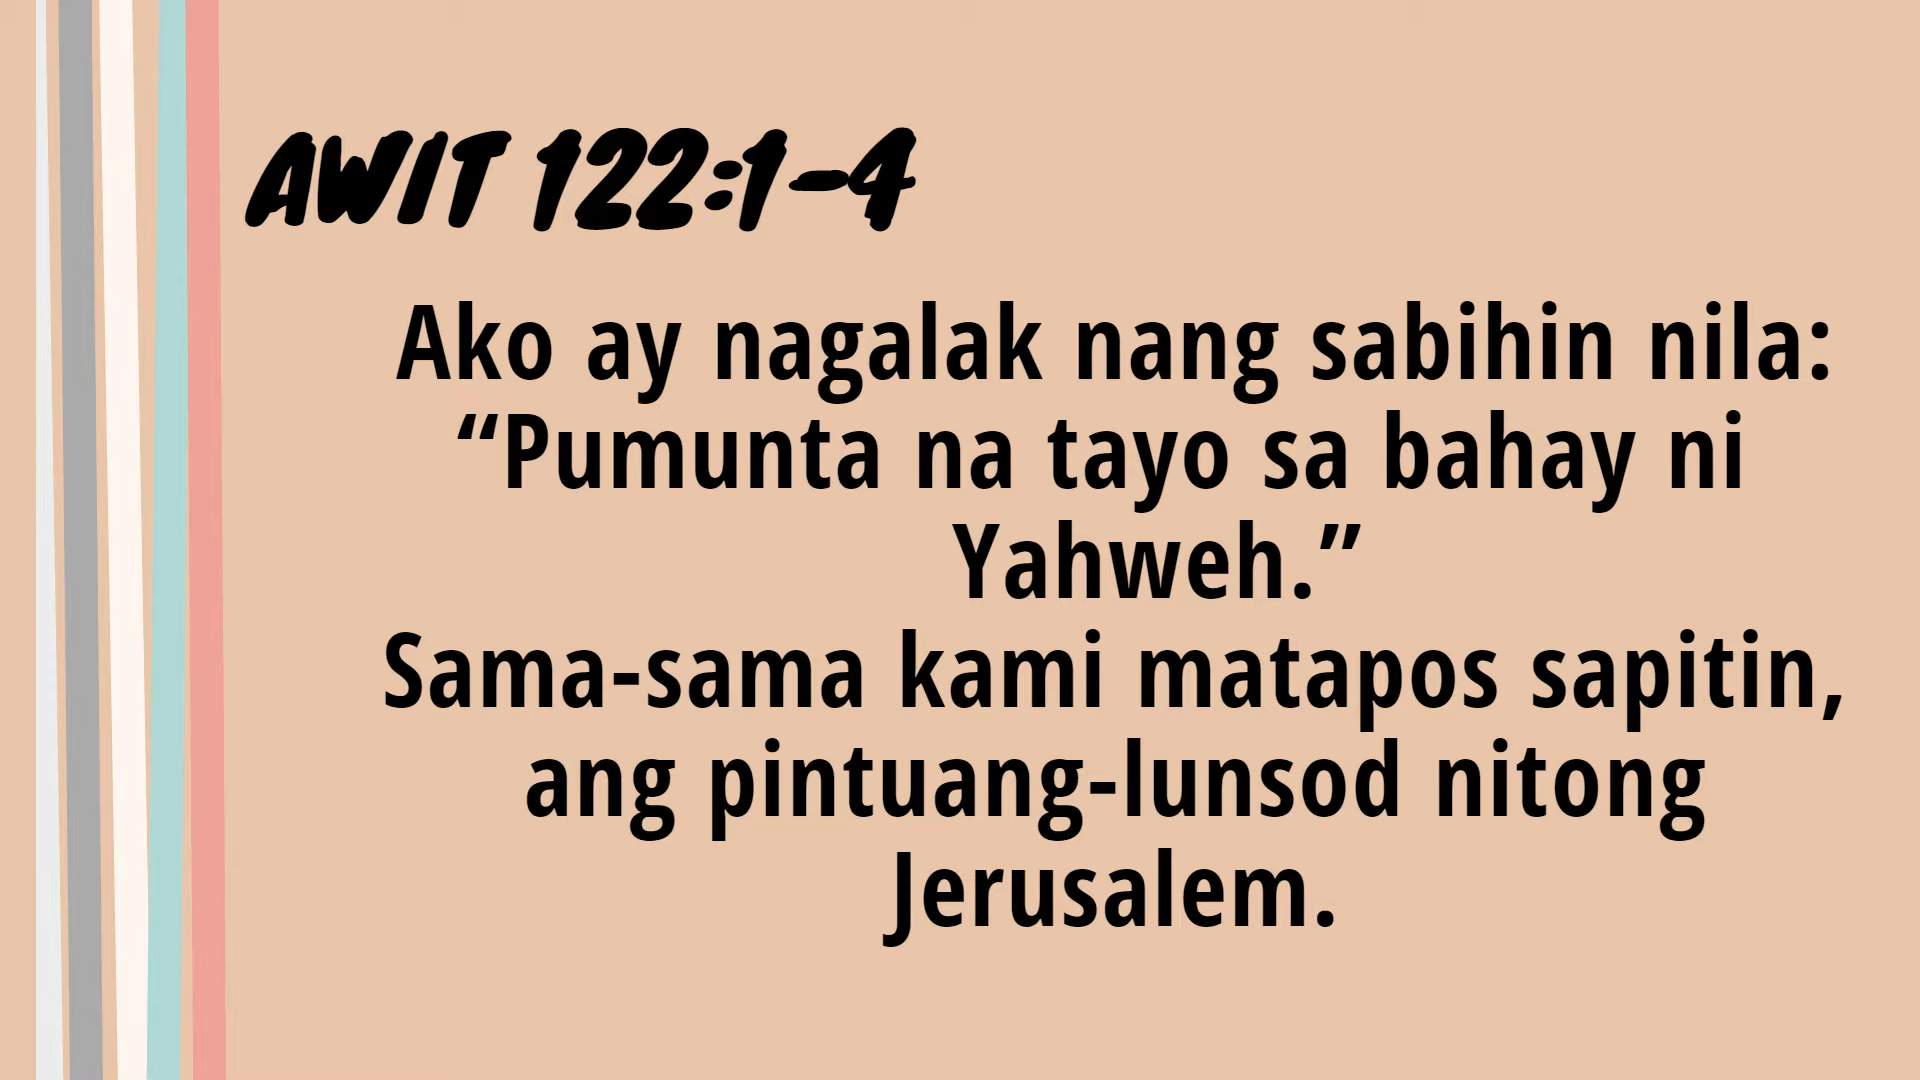 AWIT 122:1-4
Ako ay nagalak nang sabihin nila:
“Pumunta na tayo sa bahay ni
Yahweh.”
Sama-sama kami matapos sapitin,
ang pintuang-lunsod nitong
Jerusalem.